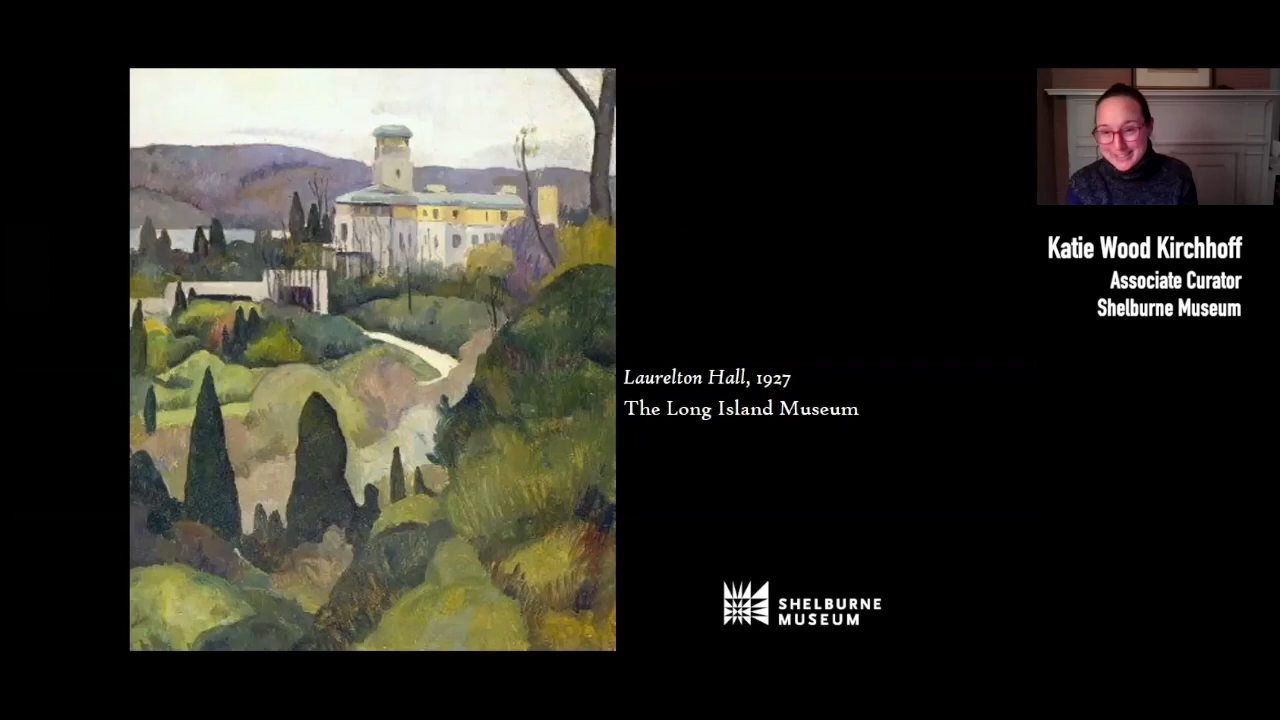 Katie Wood Kirchhoff
Associate Curator
Shelburne Museum
Laurelton Hall, 1927
The Long Island Museum
SHELBURNE
MUSEUM